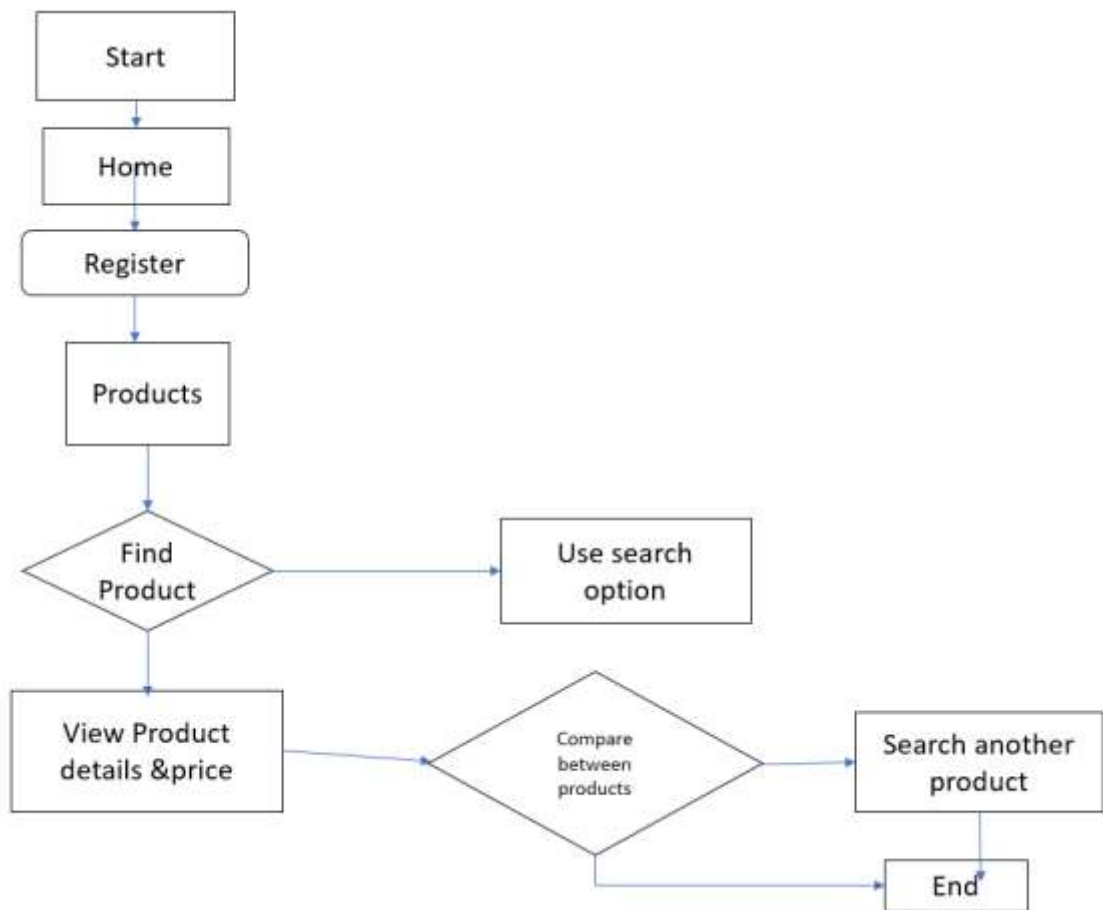 Start
Home
Register
Products
Find
Product
Use search
option
View Product
details &price
Compare
between
products
Search another
product
End